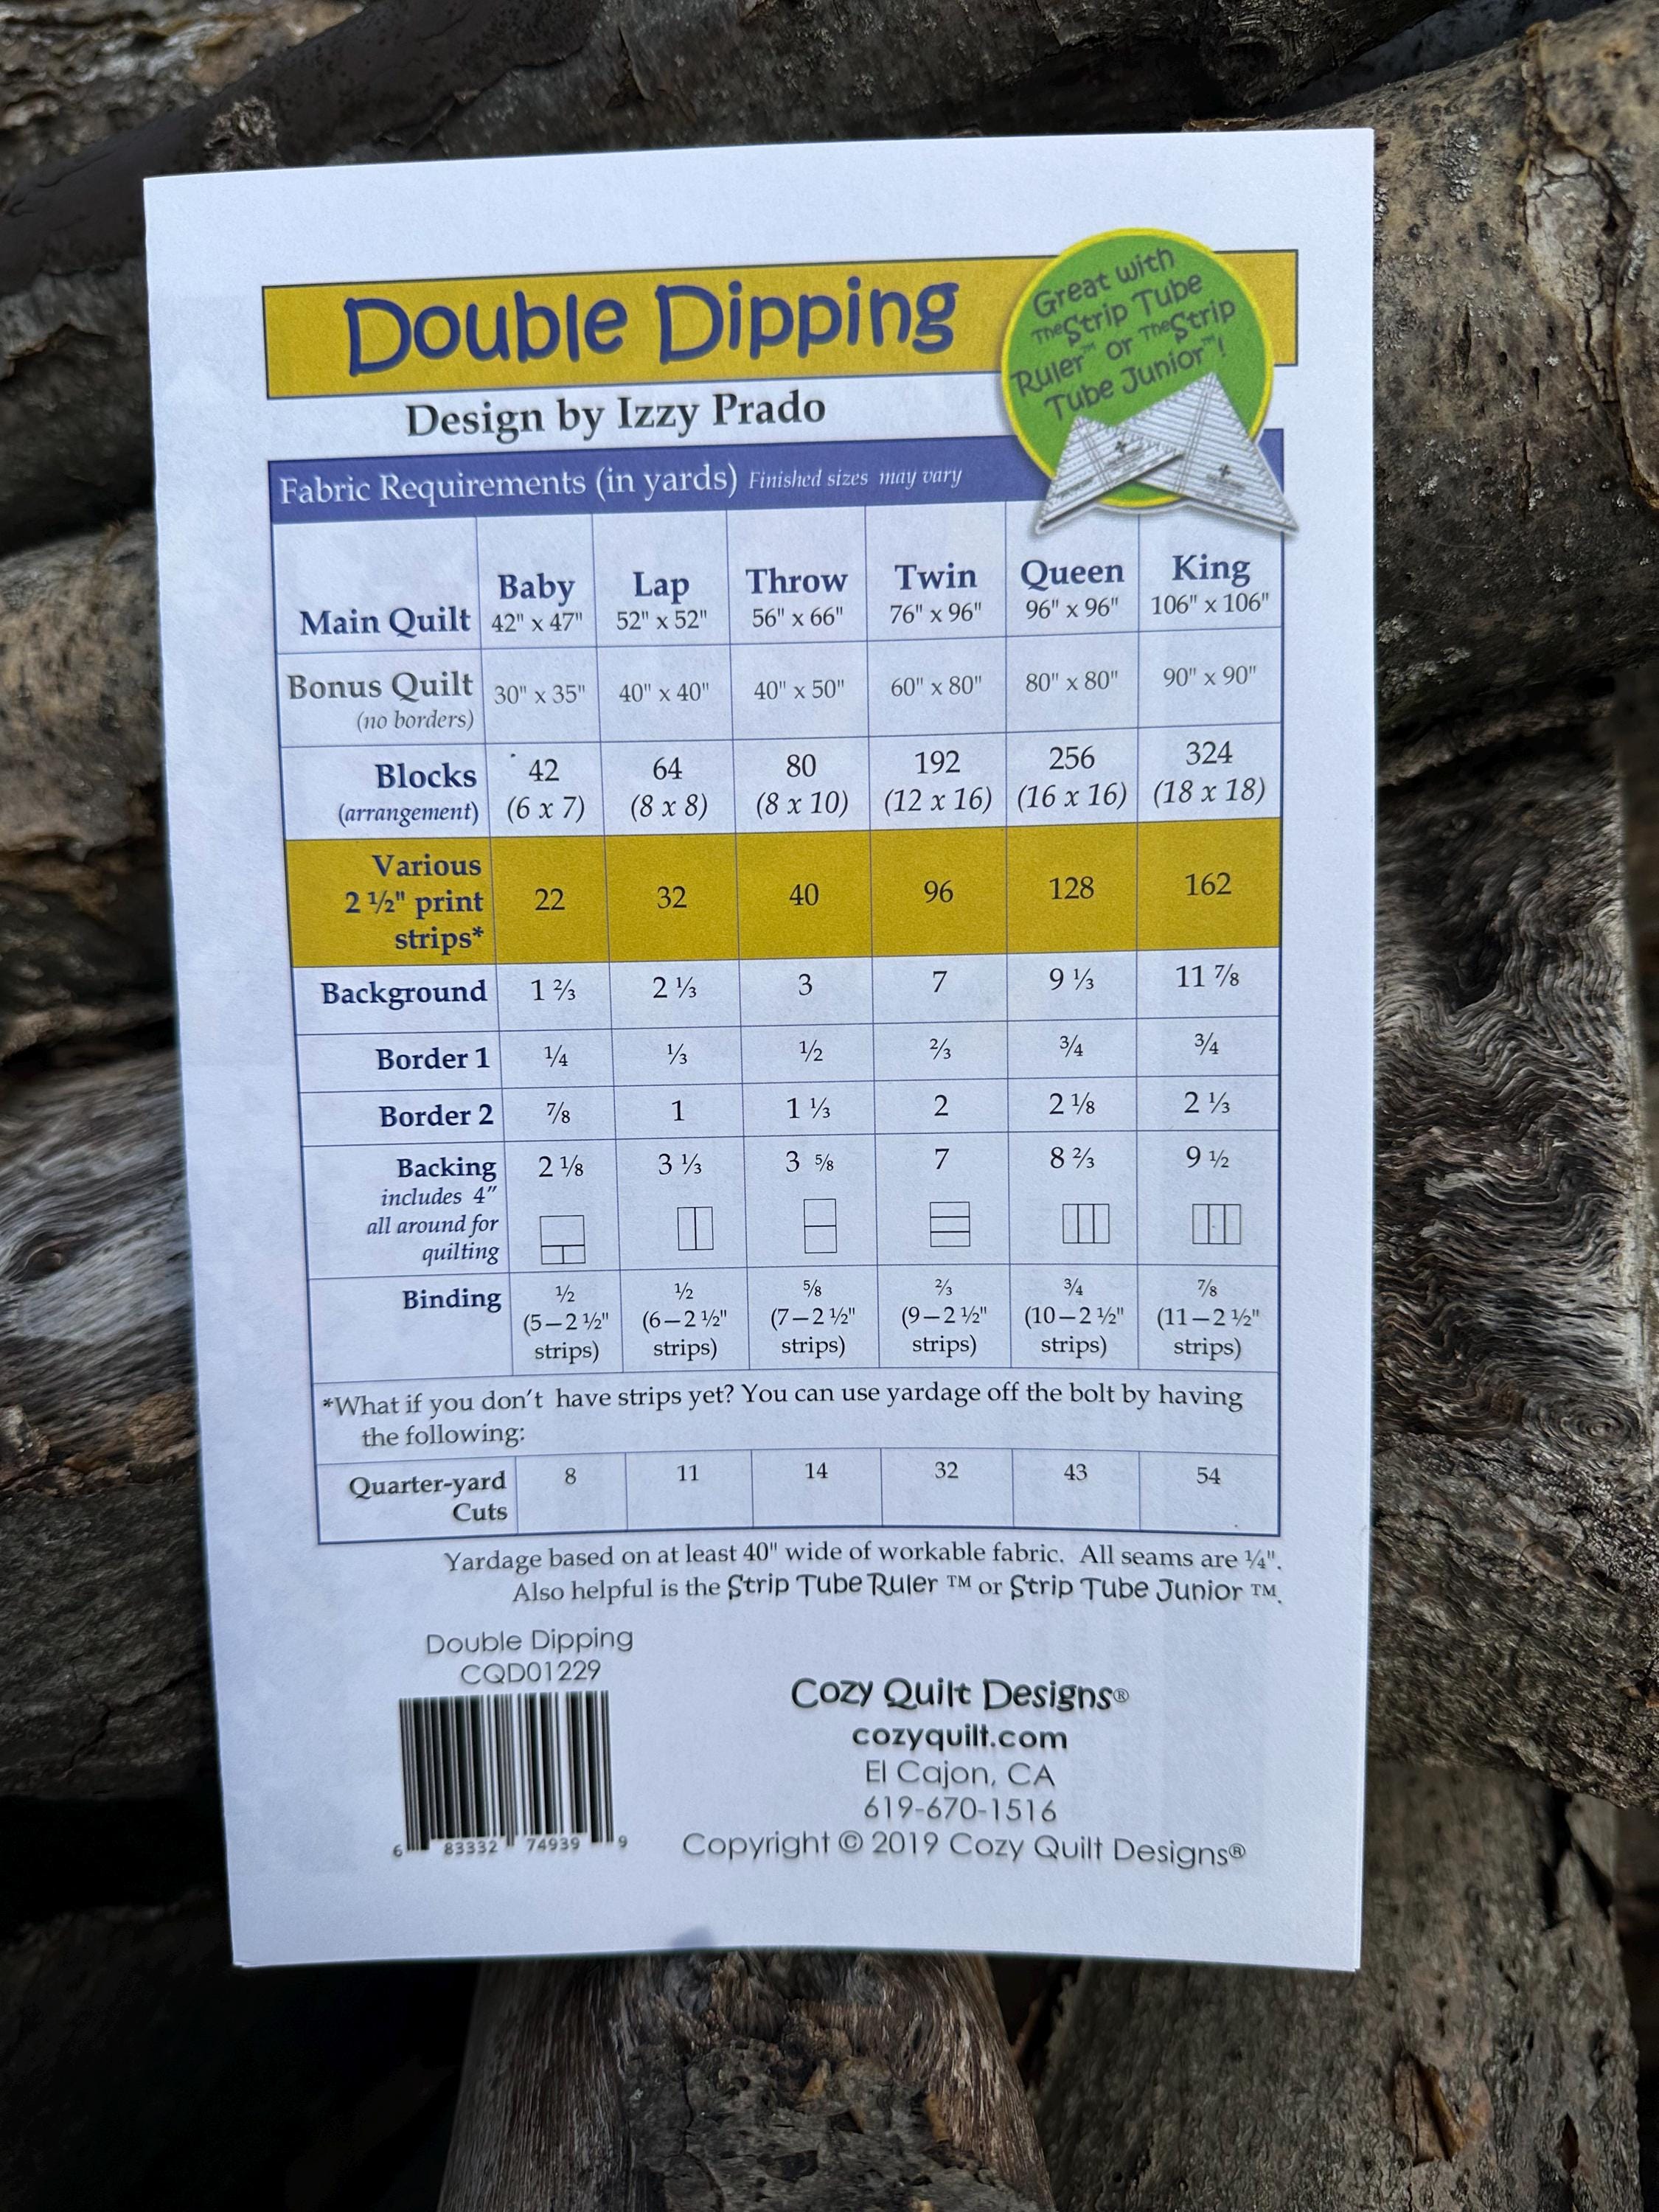 Double Dipping
Great with
The Strip Tube
Ruler™ or The Strip
Tube Junior™!
Design by Izzy Prado
Fabric Requirements (in yards) Finished sizes may vary
Main Quilt
Baby 42" x 47"
Lap 52" x 52"
Throw 56" x 66"
Twin 76" x 96"
Queen 96" x 96"
King 106" x 106"
Bonus Quilt (no borders) 30" x 35" 40" x 40" 40" x 50" 60" x 80" 80" x 80" 90" x 90"
Blocks 42 64 80 192 256 324
(arrangement) (6 x 7) (8 x 8) (8 x 10) (12 x 16) (16 x 16) (18 x 18)
Various
2 ½" print 22 32 40 96 128 162
strips*
Background 1 ⅔ 2 ⅓ 3 7 9 ⅓ 11 ⅞
Border 1 ¼ ⅓ ½ ⅔ ¾ ¾
Border 2 ⅞ 1 1 ⅓ 2 2 ⅛ 2 ⅓
Backing 2 ⅛ 3 ⅓ 3 ⅝ 7 8 ⅔ 9 ½
includes 4"
all around for
quilting
Binding ½ ½ ⅝ ⅔ ¾ ⅞
(5–2 ½" (6–2 ½" (7–2 ½" (9–2 ½" (10–2 ½" (11–2 ½"
strips) strips) strips) strips) strips) strips)
*What if you don't have strips yet? You can use yardage off the bolt by having
the following:
Quarter-yard 8 11 14 32 43 54
Cuts
Yardage based on at least 40" wide of workable fabric. All seams are ¼".
Also helpful is the Strip Tube Ruler ™ or Strip Tube Junior ™.
Double Dipping
CQD01229
6 83332 74939 9
Cozy Quilt Designs®
cozyquilt.com
El Cajon, CA
619-670-1516
Copyright © 2019 Cozy Quilt Designs®